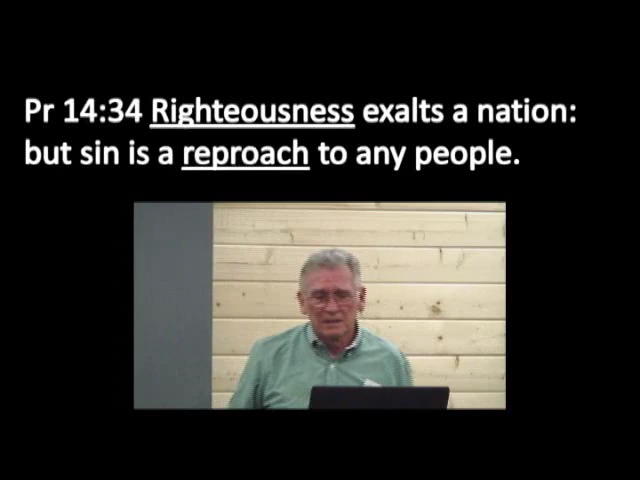 Pr 14:34 Righteousness exalts a nation:
but sin is a reproach to any people.